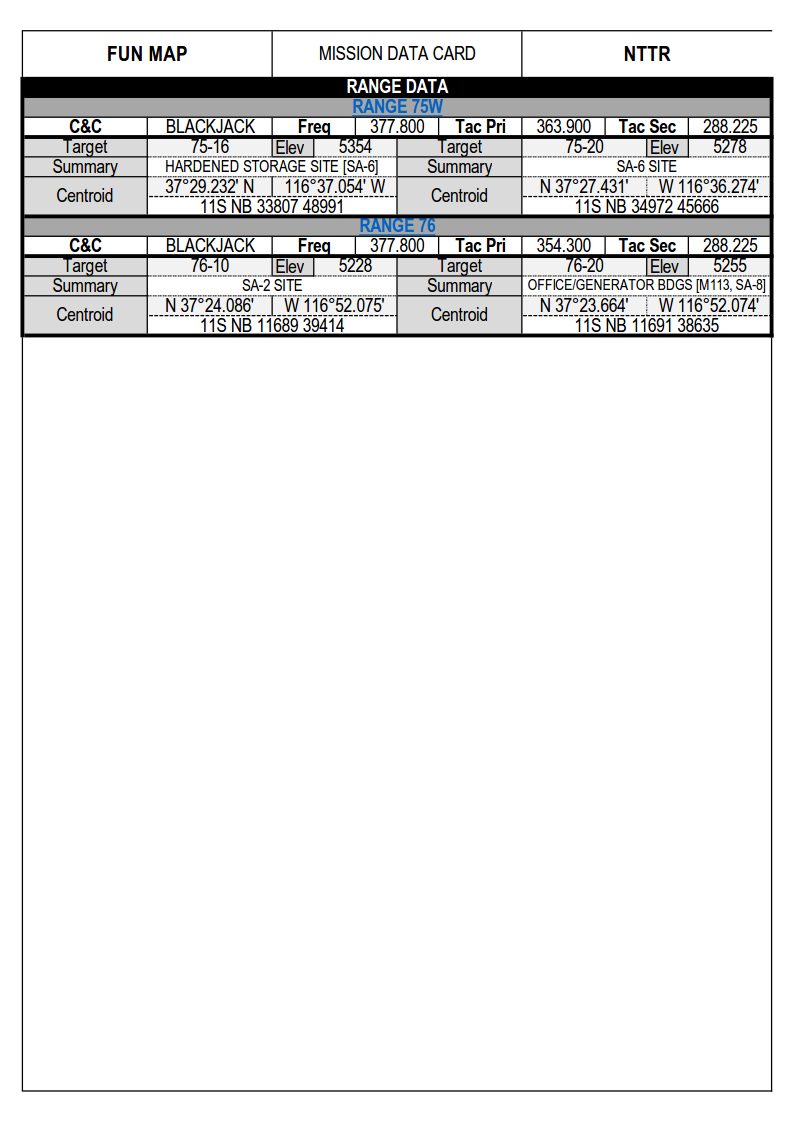 FUN MAP MISSION DATA CARD NTTR
RANGE DATA
RANGE 75W
C&C BLACKJACK Freq 377.800 Tac Pri 363.900 Tac Sec 288.225
Target 75-16 Elev 5354 Target 75-20 Elev 5278
Summary HARDENED STORAGE SITE [SA-6] Summary SA-6 SITE
Centroid 37°29.232' N 116°37.054' W Centroid N 37°27.431' W 116°36.274'
11S NB 33807 48991 11S NB 34972 45666
RANGE 76
C&C BLACKJACK Freq 377.800 Tac Pri 354.300 Tac Sec 288.225
Target 76-10 Elev 5228 Target 76-20 Elev 5255
Summary SA-2 SITE Summary OFFICE/GENERATOR BDGS [M113, SA-8]
Centroid N 37°24.086' W 116°52.075' Centroid N 37°23.664' W 116°52.074'
11S NB 11689 39414 11S NB 11691 38635